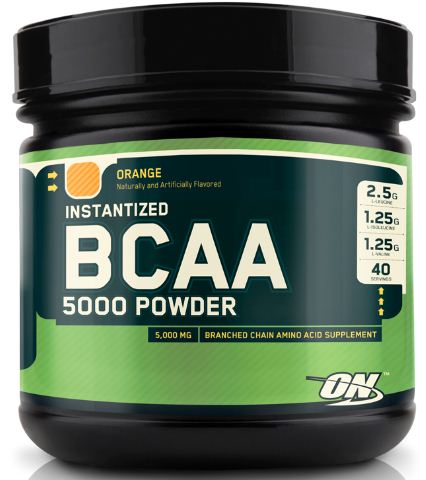 ORANGE
Naturally and Artificially Flavored
INSTANTIZED
BCAA
5000 POWDER
5,000 MG
BRANCHED CHAIN AMINO ACID SUPPLEMENT
2.5G
L-LEUCINE
1.25G
L-ISOLEUCINE
1.25G
L-VALINE
40
SERVINGS
ON™